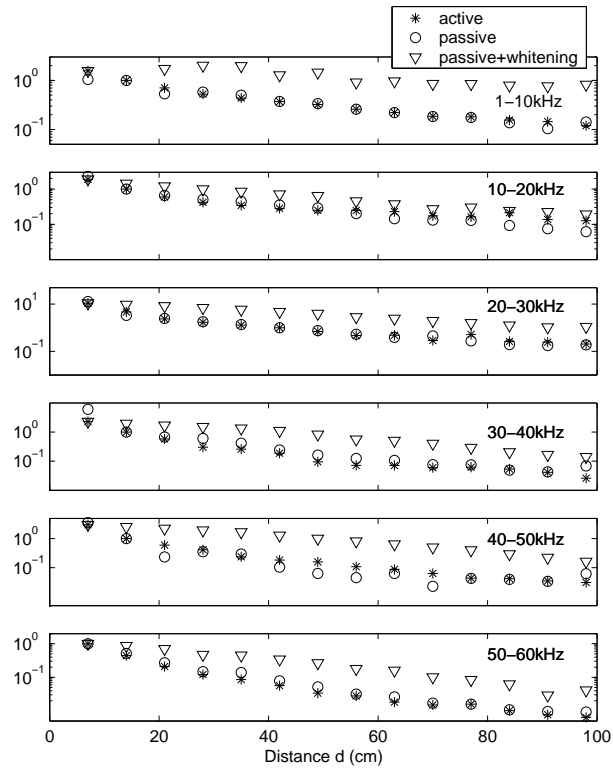 active
passive
passive+whitening
10^0
10^−1
1−10kHz
10^0
10^−1
10−20kHz
10^1
10^−1
20−30kHz
10^0
10^−1
30−40kHz
10^0
10^−1
40−50kHz
10^0
10^−1
50−60kHz
0 20 40 60 80 100
Distance d (cm)